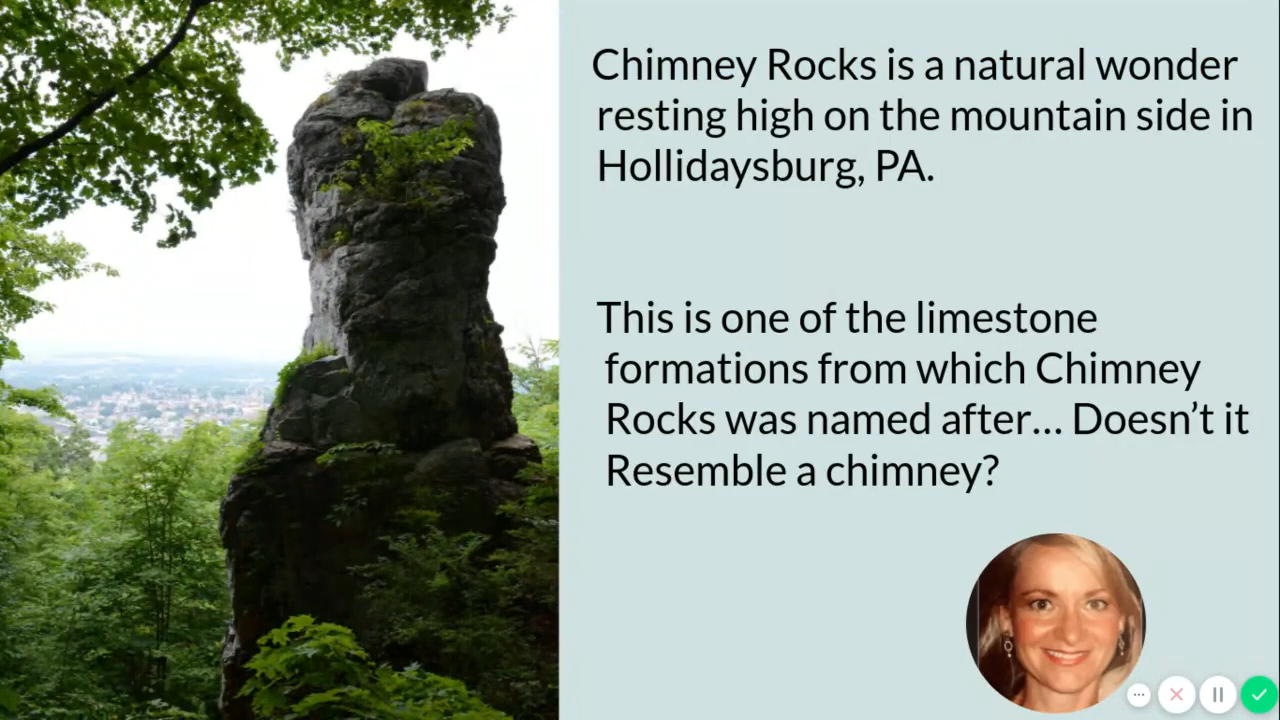 Chimney Rocks is a natural wonder
resting high on the mountain side in
Hollidaysburg, PA.
This is one of the limestone
formations from which Chimney
Rocks was named after... Doesn’t it
Resemble a chimney?